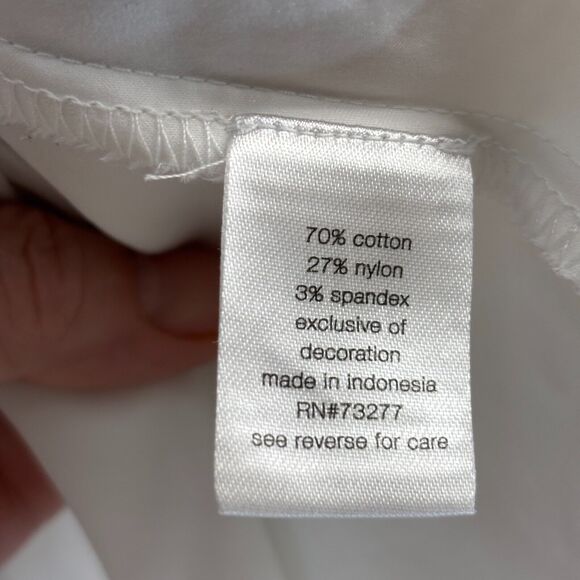 70% cotton
27% nylon
3% spandex
exclusive of
decoration
made in indonesia
RN#73277
see reverse for care